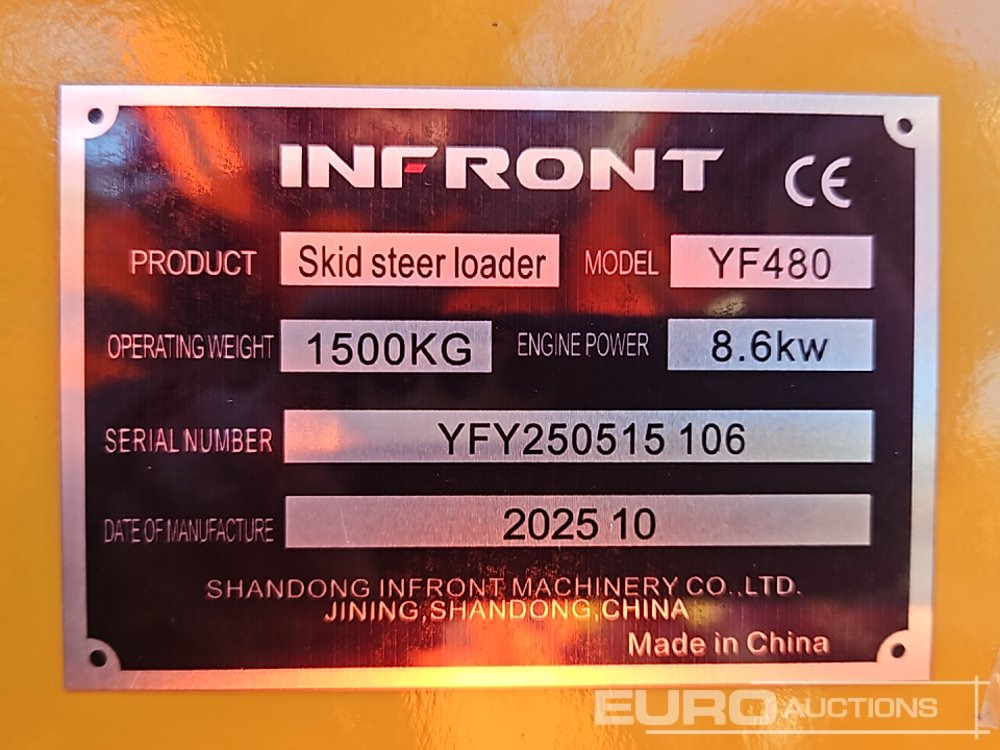 INFRONT CE
PRODUCT Skid steer loader MODEL YF480
OPERATING WEIGHT 1500KG ENGINE POWER 8.6kw
SERIAL NUMBER YFY250515 106
DATE OF MANUFACTURE 2025 10
SHANDONG INFRONT MACHINERY CO.,LTD.
JINING,SHANDONG,CHINA
Made in China
EURO AUCTIONS